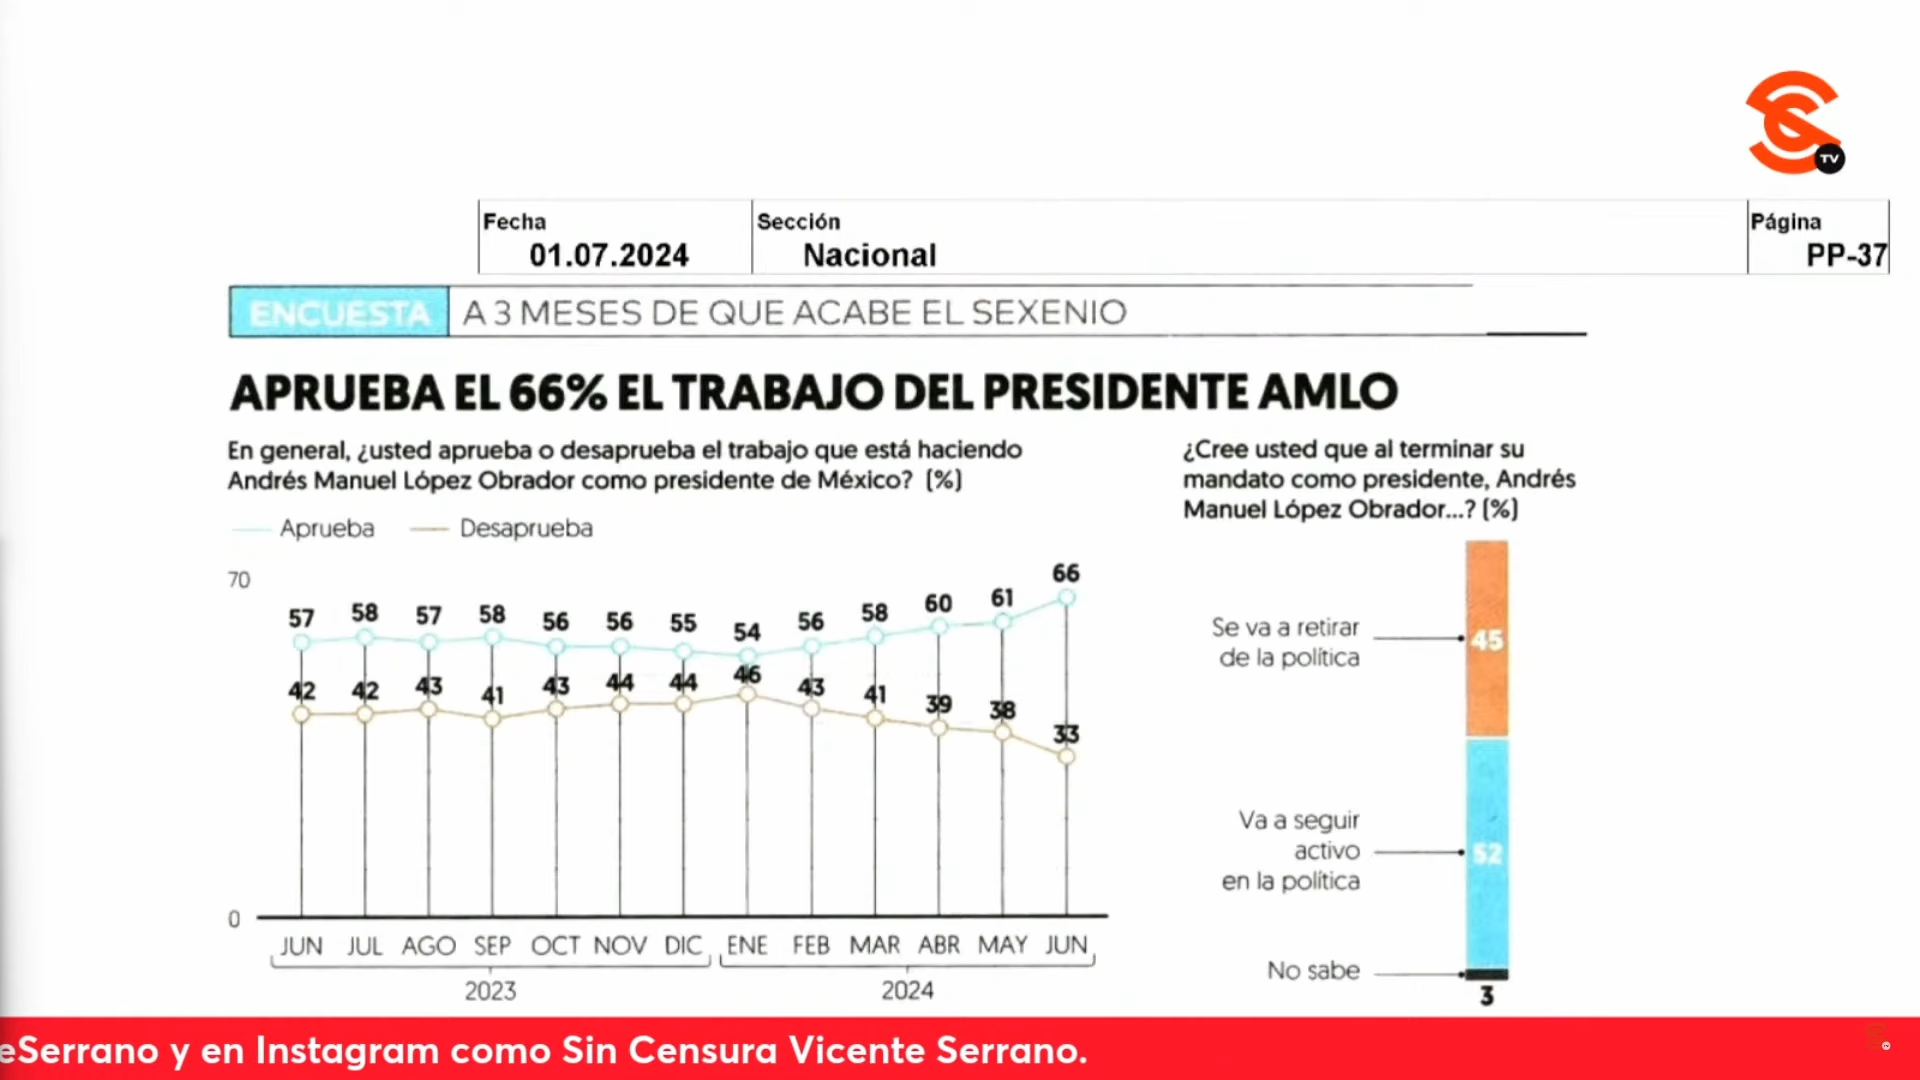 TV
Fecha
01.07.2024
Sección
Nacional
Página
PP-37
ENCUESTA
A 3 MESES DE QUE ACABE EL SEXENIO
APRUEBA EL 66% EL TRABAJO DEL PRESIDENTE AMLO
En general, ¿usted aprueba o desaprueba el trabajo que está haciendo
Andrés Manuel López Obrador como presidente de México? (%)
Aprueba Desaprueba
70
57 58 57 58 56 56 55 54 56 58 60 61 66
42 42 43 41 43 44 44 46 43 41 39 38 33
0
JUN JUL AGO SEP OCT NOV DIC ENE FEB MAR ABR MAY JUN
2023 2024
¿Cree usted que al terminar su
mandato como presidente, Andrés
Manuel López Obrador...? (%)
Se va a retirar
de la política
45
Va a seguir
activo
en la política
52
No sabe
3
eSerrano y en Instagram como Sin Censura Vicente Serrano.